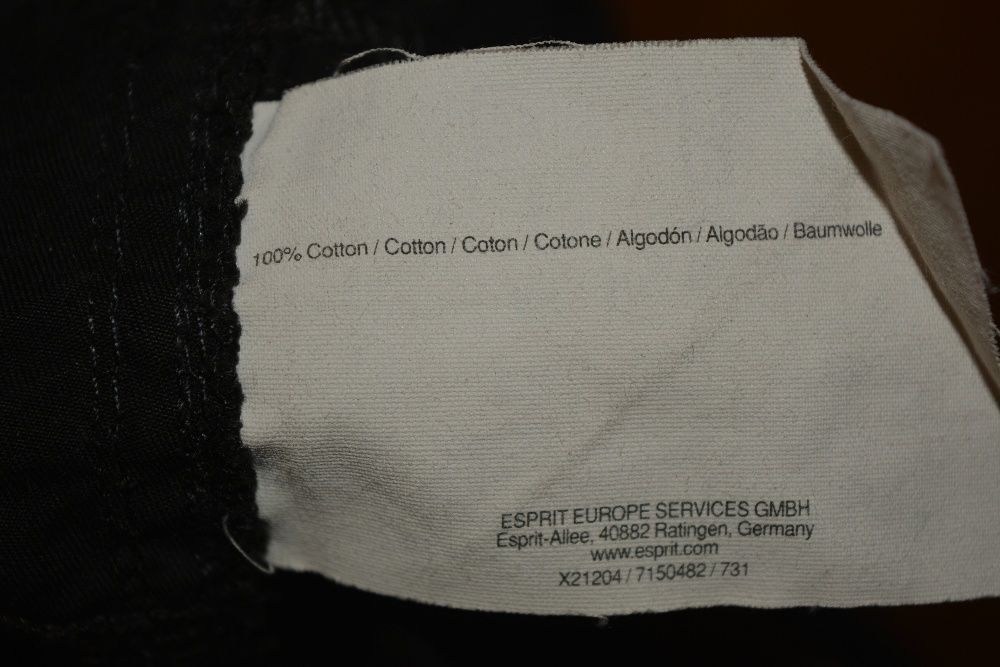 100% Cotton / Cotton / Coton / Cotone / Algodón / Algodão / Baumwolle
ESPRIT EUROPE SERVICES GMBH
Esprit-Allee, 40882 Ratingen, Germany
www.esprit.com
X21204 / 7150482 / 731